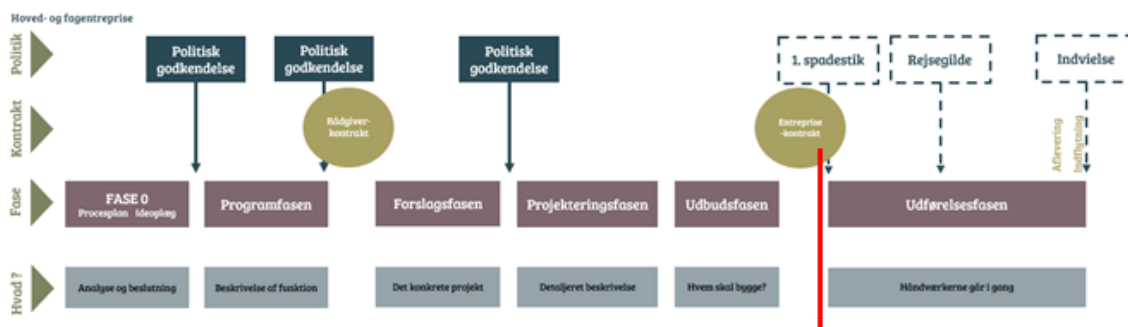 Hoved- og fagentreprise
Politik
Politisk
godkendelse
Politisk
godkendelse
Politisk
godkendelse
1. spadestik
Rejsegilde
Indvielse
Kontrakt
Rådgiver-
kontrakt
Entreprise
-kontrakt
Aflevering
Indflytning
Fase
FASE 0
Procesplan Ideoplæg
Programfasen
Forslagsfasen
Projekteringsfasen
Udbudsfasen
Udførelsesfasen
Hvad ?
Analyse og beslutning
Beskrivelse af funktion
Det konkrete projekt
Detaljeret beskrivelse
Hvem skal bygge?
Håndværkerne går i gang